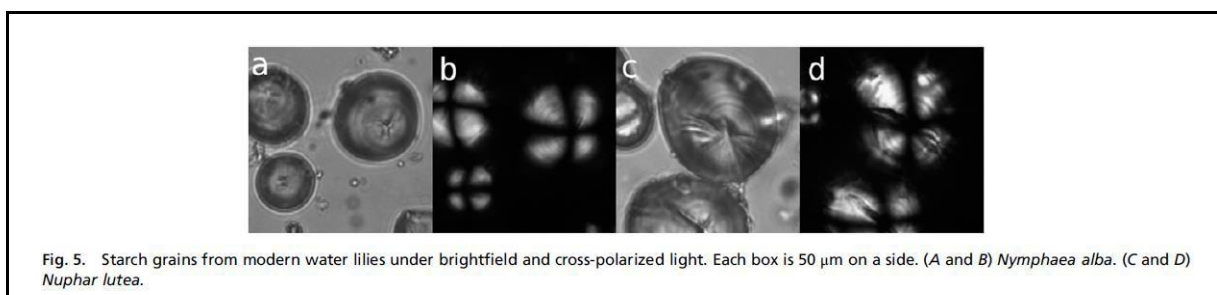 a b c d
Fig. 5. Starch grains from modern water lilies under brightfield and cross-polarized light. Each box is 50 μm on a side. (A and B) Nymphaea alba. (C and D)
Nuphar lutea.